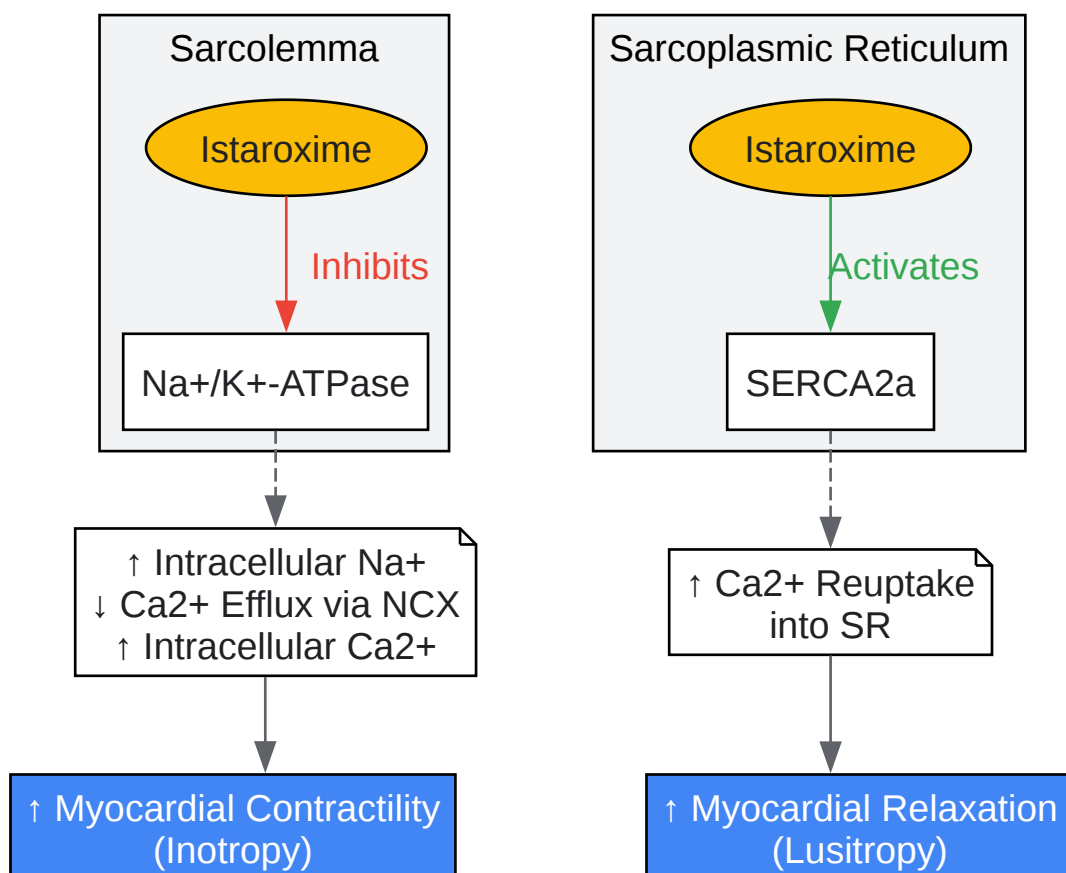 Sarcolemma
Istaroxime
Inhibits
Na+/K+-ATPase
↑ Intracellular Na+
↓ Ca2+ Efflux via NCX
↑ Intracellular Ca2+
↑ Myocardial Contractility
(Inotropy)
Sarcoplasmic Reticulum
Istaroxime
Activates
SERCA2a
↑ Ca2+ Reuptake
into SR
↑ Myocardial Relaxation
(Lusitropy)